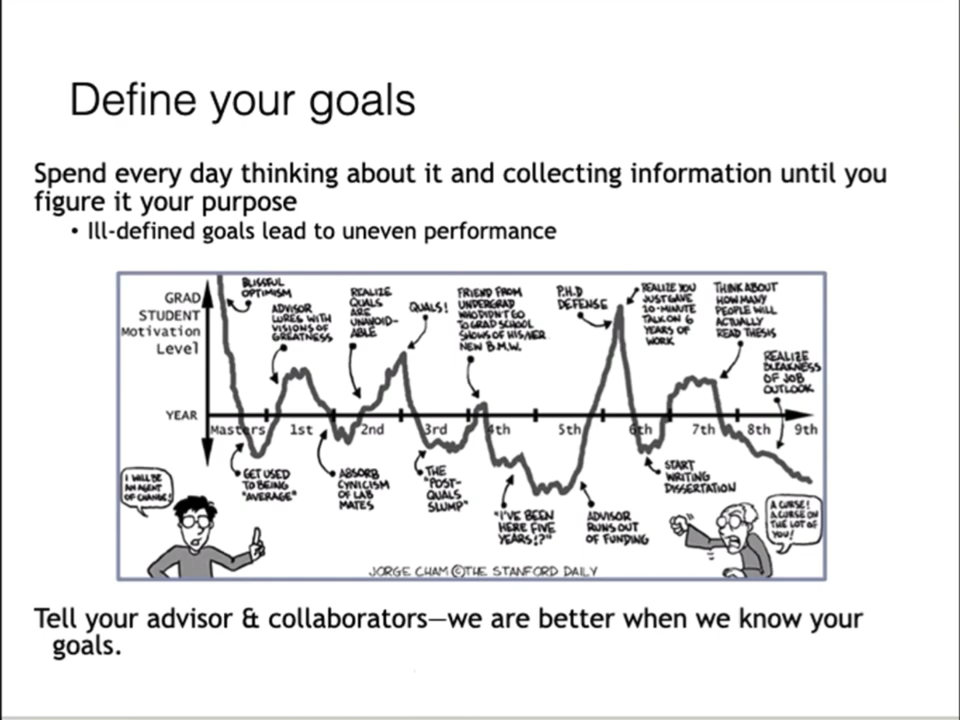 Define your goals
Spend every day thinking about it and collecting information until you
figure it your purpose
• Ill-defined goals lead to uneven performance
GRAD
STUDENT
Motivation
Level
BLISSFUL
OPTIMISM
ADVISOR
LURES WITH
VISIONS OF
GREATNESS
REALIZE
QUALS
ARE
UNAVOID-
ABLE
QUALS!
FRIEND FROM
UNDERGRAD
WHO DIDN'T GO
TO GRAD SCHOOL
SHOWS OF HIS/HER
NEW B.M.W.
P.H.D
DEFENSE
REALIZE YOU
JUST GAVE
20-MINUTE
TALK ON 6
YEARS OF
WORK
THINK ABOUT
HOW MANY
PEOPLE WILL
ACTUALLY
READ THESIS
REALIZE
BLEAKNESS
OF JOB
OUTLOOK
YEAR
Masters 1st 2nd 3rd 4th 5th 6th 7th 8th 9th
GET USED
TO BEING
"AVERAGE"
ABSORB
CYNICISM
OF LAB
MATES
THE
"POST-
QUALS
SLUMP"
"I'VE BEEN
HERE FIVE
YEARS!?"
ADVISOR
RUNS OUT
OF FUNDING
START
WRITING
DISSERTATION
I WILL BE
AN AGENT
OF CHANGE!
A CURSE!
A CURSE ON
THE LOT OF
YOU!
JORGE CHAM ©THE STANFORD DAILY
Tell your advisor & collaborators—we are better when we know your
goals.